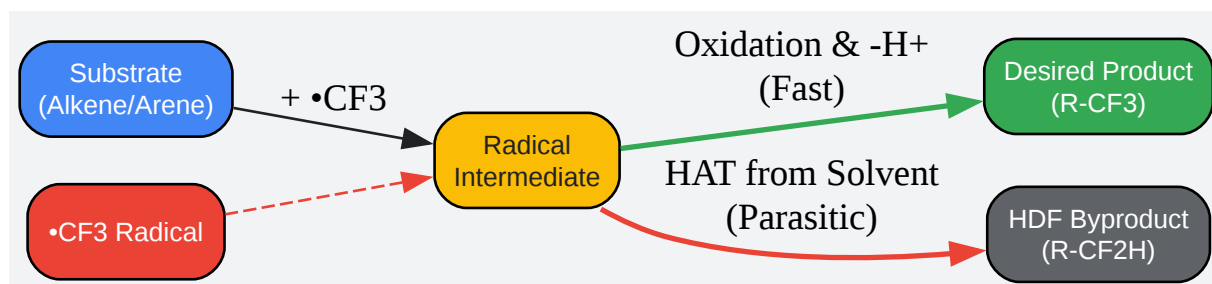 Substrate
(Alkene/Arene)
+ •CF3
•CF3 Radical
Radical
Intermediate
Oxidation & -H+
(Fast)
HAT from Solvent
(Parasitic)
Desired Product
(R-CF3)
HDF Byproduct
(R-CF2H)